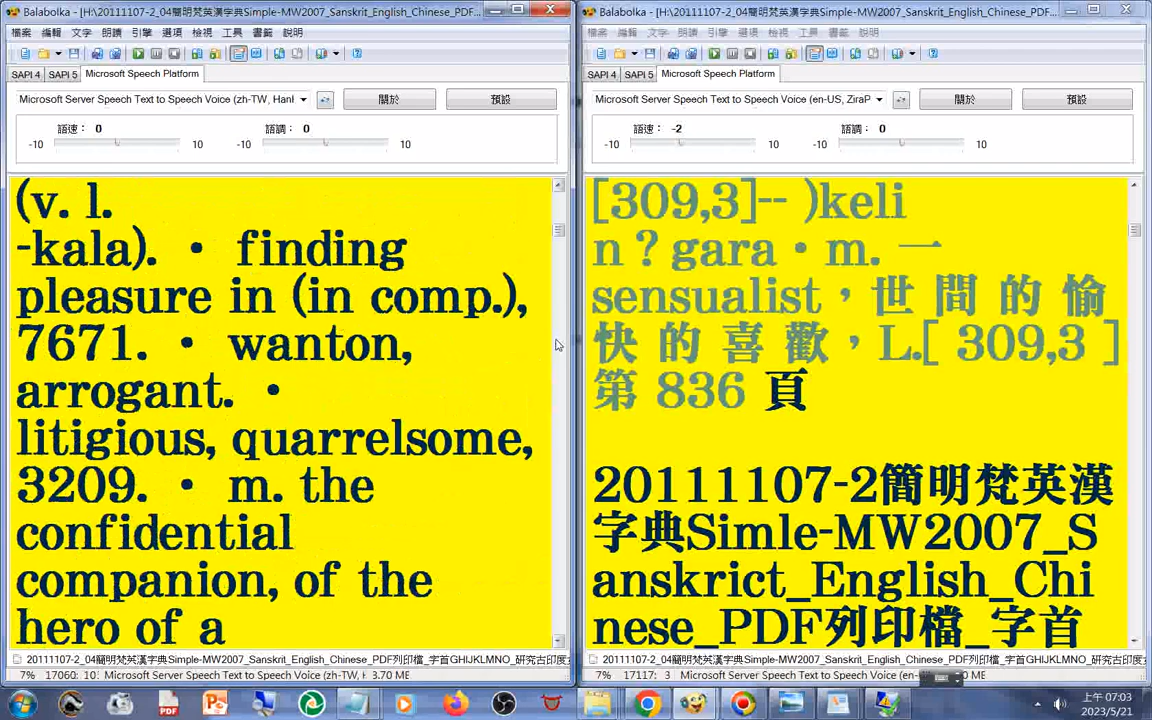 Balabolka - [H:\20111107-2_04簡明梵英漢字典Simple-MW2007_Sanskrit_English_Chinese_PDF...
檔案 編輯 文字 朗讀 引擎 選項 檢視 工具 書籤 說明
SAPI 4 SAPI 5 Microsoft Speech Platform
Microsoft Server Speech Text to Speech Voice (zh-TW, Han
關於 預設
語速： 0 語調： 0
-10 10 -10 10
(v. l.
-kala). • finding
pleasure in (in comp.),
7671. • wanton,
arrogant. •
litigious, quarrelsome,
3209. • m. the
confidential
companion, of the
hero of a
20111107-2_04簡明梵英漢字典Simple-MW2007_Sanskrit_English_Chinese_PDF列印檔_字首GHIJKLMNO_研究古印度
7% 17060: 10 Microsoft Server Speech Text to Speech Voice (zh-TW, 3.70 MB
Balabolka - [H:\20111107-2_04簡明梵英漢字典Simple-MW2007_Sanskrit_English_Chinese_PDF...
檔案 編輯 文字 朗讀 引擎 選項 檢視 工具 書籤 說明
SAPI 4 SAPI 5 Microsoft Speech Platform
Microsoft Server Speech Text to Speech Voice (en-US, ZiraP
關於 預設
語速： -2 語調： 0
-10 10 -10 10
[309,3]-- )keli
n？gara • m. 一
sensualist，世 間 的 愉
快 的 喜 歡，L.[ 309,3 ]
第 836 頁
20111107-2簡明梵英漢
字典Simle-MW2007_S
anskrict_English_Chi
nese_PDF列印檔_字首
20111107-2_04簡明梵英漢字典Simple-MW2007_Sanskrit_English_Chinese_PDF列印檔_字首GHIJKLMNO_研究古印度
7% 17117: 3 Microsoft Server Speech Text to Speech Voice (en-US, MB
上午 07:03
2023/5/21